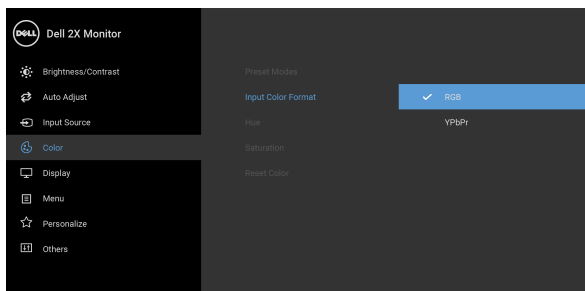 DELL Dell 2X Monitor
Brightness/Contrast
Auto Adjust
Input Source
Color
Display
Menu
Personalize
Others
Preset Modes
Input Color Format
Hue
Saturation
Reset Color
RGB
YPbPr